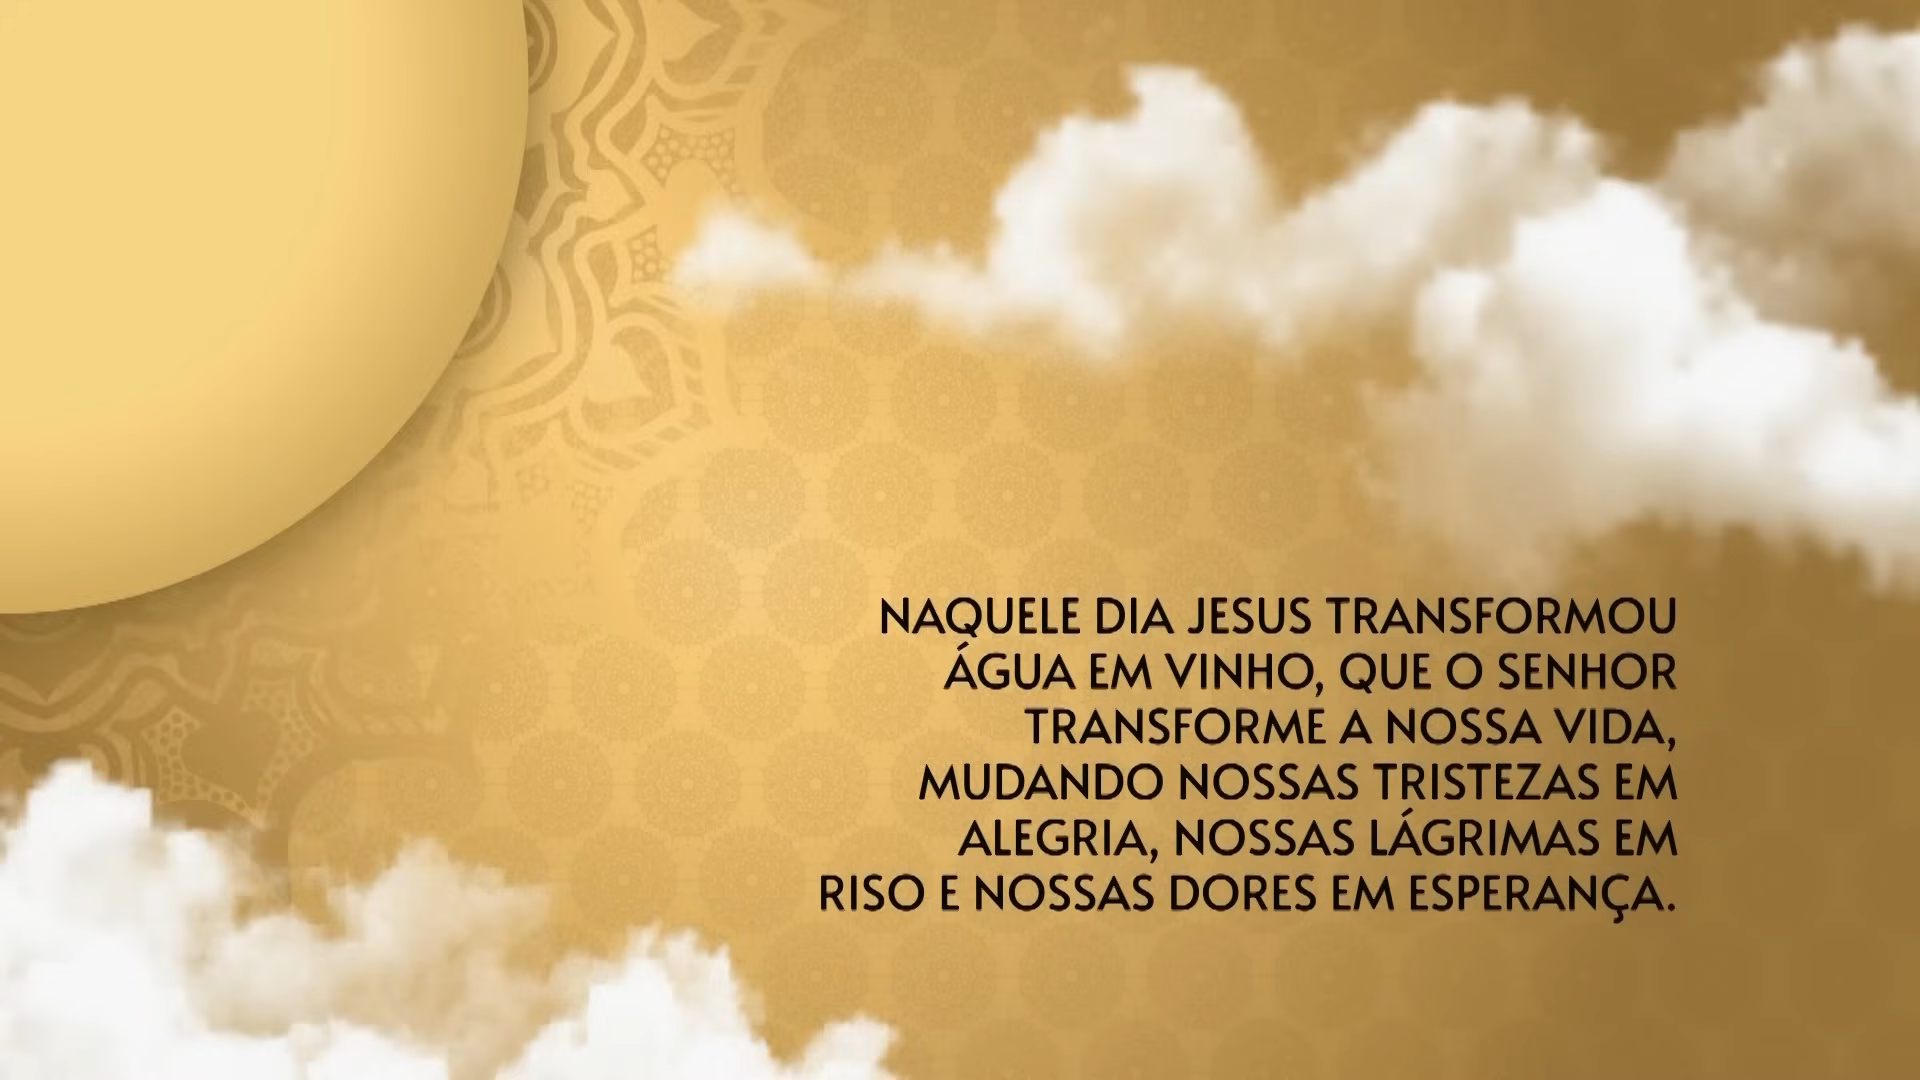 NAQUELE DIA JESUS TRANSFORMOU
ÁGUA EM VINHO, QUE O SENHOR
TRANSFORME A NOSSA VIDA,
MUDANDO NOSSAS TRISTEZAS EM
ALEGRIA, NOSSAS LÁGRIMAS EM
RISO E NOSSAS DORES EM ESPERANÇA.